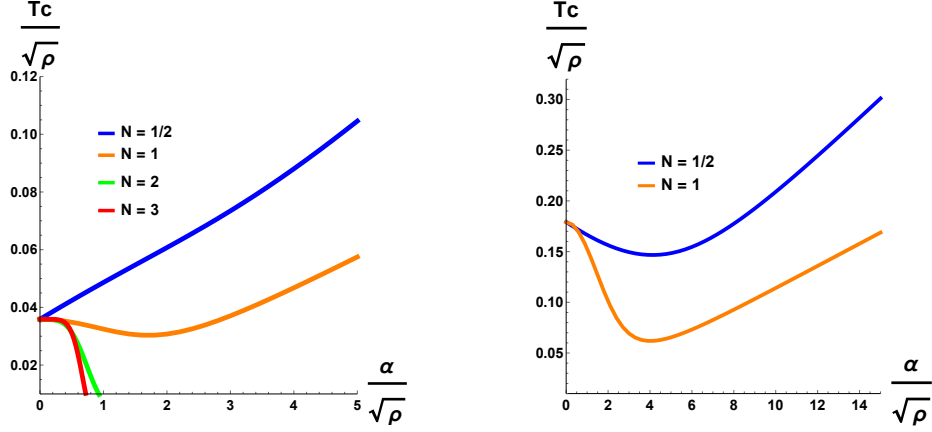 Tc
√ρ
0.12
0.10
0.08
0.06
0.04
0.02
N = 1/2
N = 1
N = 2
N = 3
0 1 2 3 4 5
α
√ρ
Tc
√ρ
0.30
0.25
0.20
0.15
0.10
0.05
N = 1/2
N = 1
0 2 4 6 8 10 12 14
α
√ρ